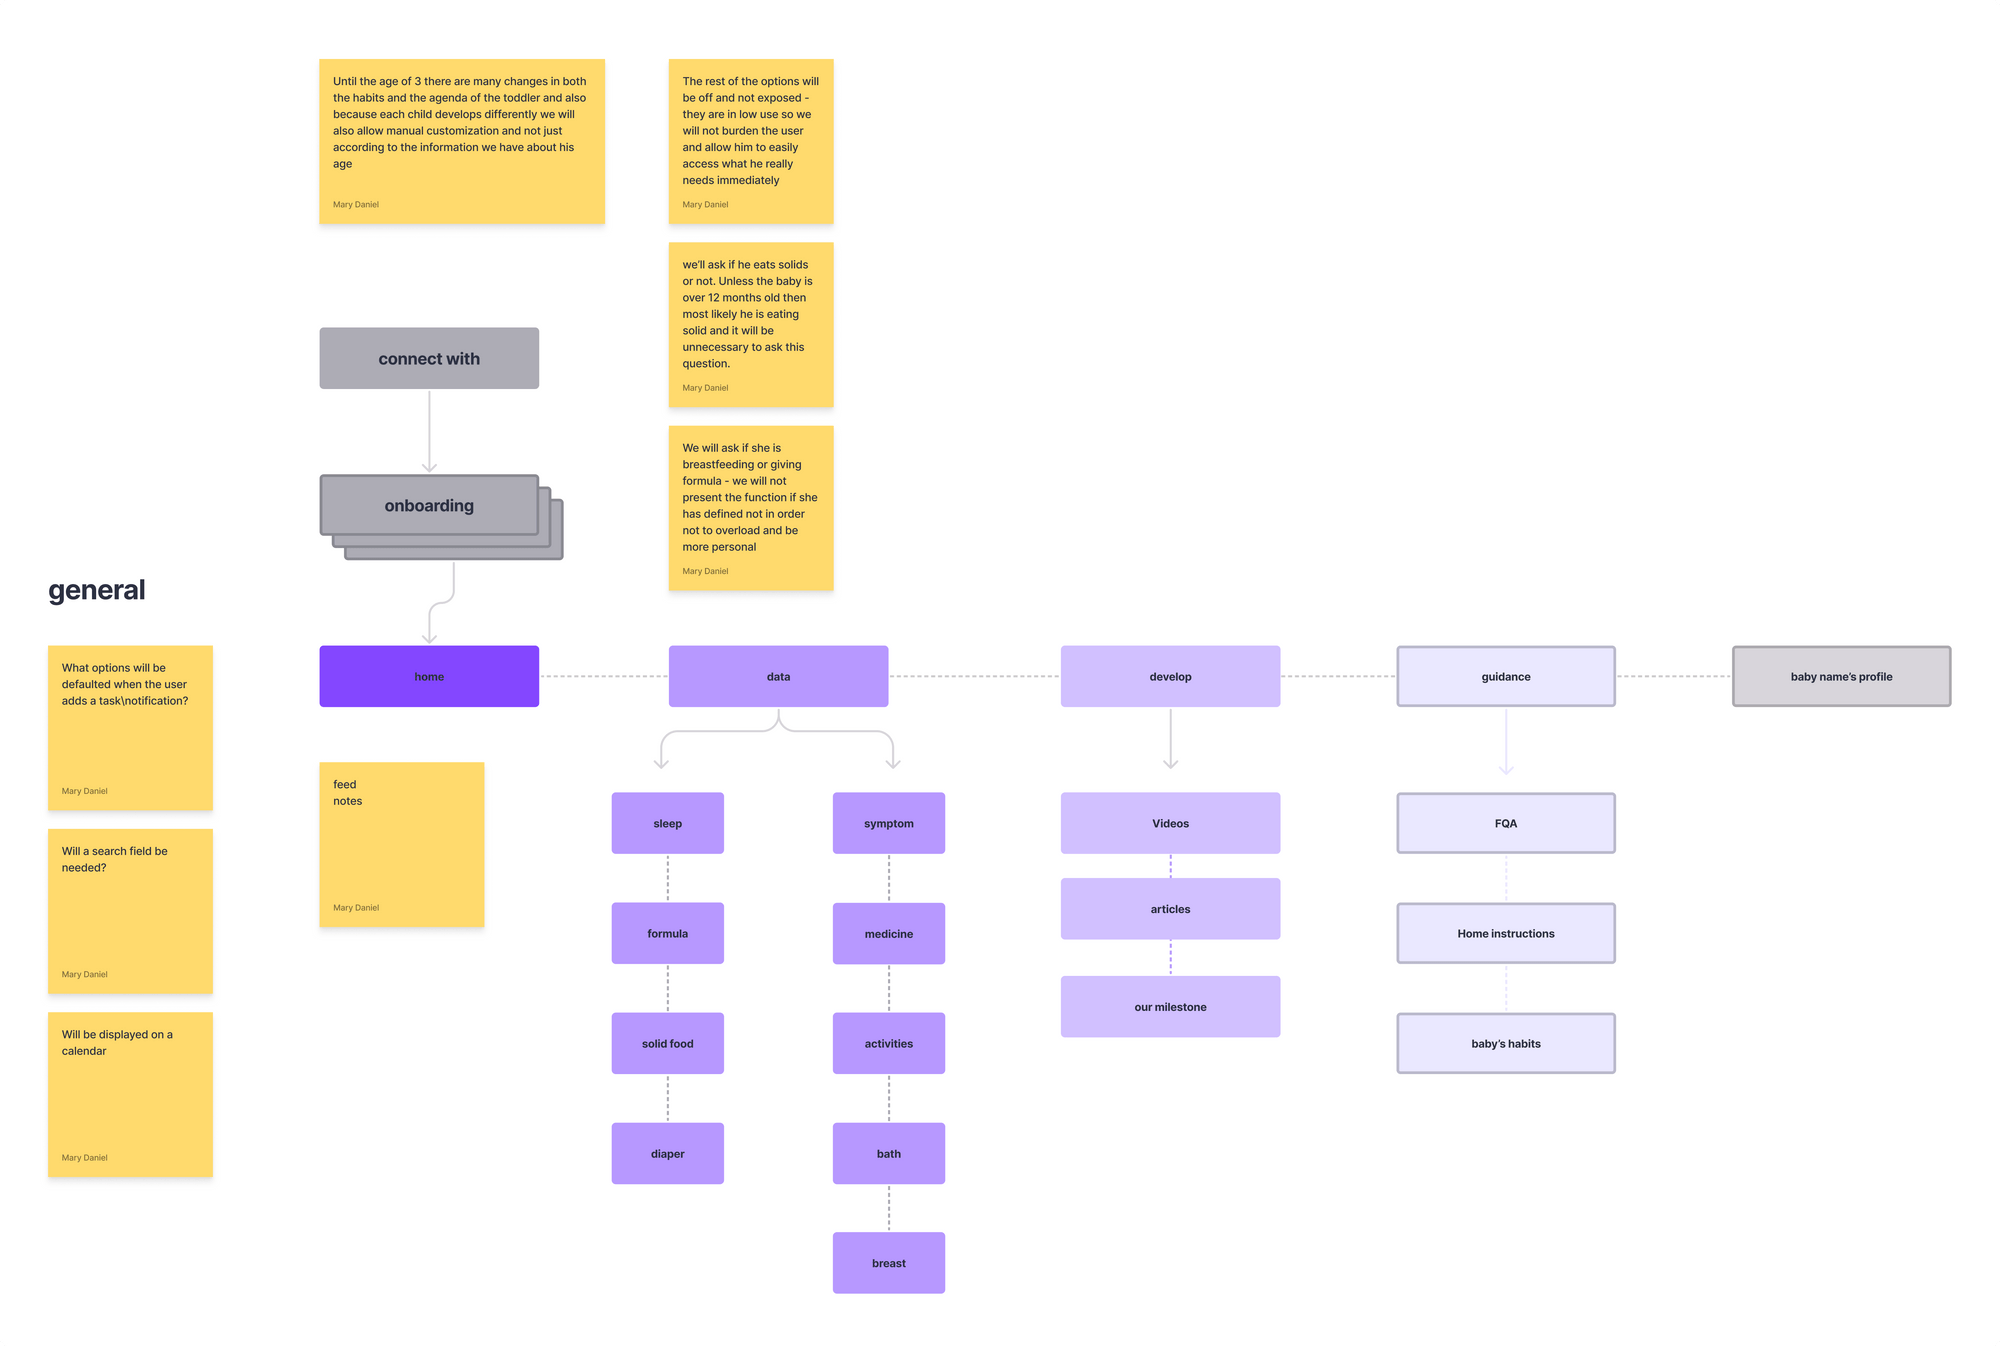 Until the age of 3 there are many changes in both
the habits and the agenda of the toddler and also
because each child develops differently we will
also allow manual customization and not just
according to the information we have about his
age
Mary Daniel
The rest of the options will
be off and not exposed -
they are in low use so we
will not burden the user
and allow him to easily
access what he really
needs immediately
Mary Daniel
we'll ask if he eats solids
or not. Unless the baby is
over 12 months old then
most likely he is eating
solid and it will be
unnecessary to ask this
question.
Mary Daniel
We will ask if she is
breastfeeding or giving
formula - we will not
present the function if she
has defined not in order
not to overload and be
more personal
Mary Daniel
connect with
onboarding
general
What options will be
defaulted when the user
adds a task\notification?
Mary Daniel
Will a search field be
needed?
Mary Daniel
Will be displayed on a
calendar
Mary Daniel
home
data
develop
guidance
baby name's profile
feed
notes
Mary Daniel
sleep
formula
solid food
diaper
symptom
medicine
activities
bath
breast
Videos
articles
our milestone
FQA
Home instructions
baby's habits